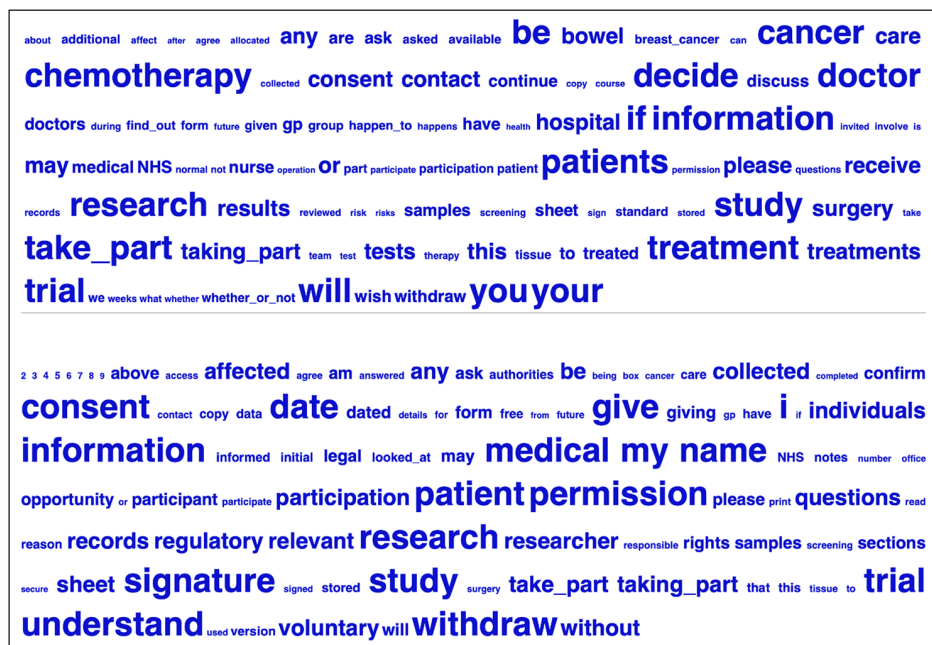 about additional affect after agree allocated any are ask asked available be bowel breast_cancer can cancer care
chemotherapy collected consent contact continue copy course decide discuss doctor
doctors during find_out form future given gp group happen_to happens have health hospital if information invited involve is
may medical NHS normal not nurse operation or part participate participation patient patients permission please questions receive
records research results reviewed risk risks samples screening sheet sign standard stored study surgery take
take_part taking_part team test tests therapy this tissue to treated treatment treatments
trial we weeks what whether whether_or_not will wish withdraw you your
2 3 4 5 6 7 8 9 above access affected agree am answered any ask authorities be being box cancer care collected completed confirm
consent contact copy data date dated details for form free from future give giving gp have i if individuals
information informed initial legal looked_at may medical my name NHS notes number office
opportunity or participant participate participation patient permission please print questions read
reason records regulatory relevant research researcher responsible rights samples screening sections
secure sheet signature signed stored study surgery take_part taking_part that this tissue to trial
understand used version voluntary will withdraw without